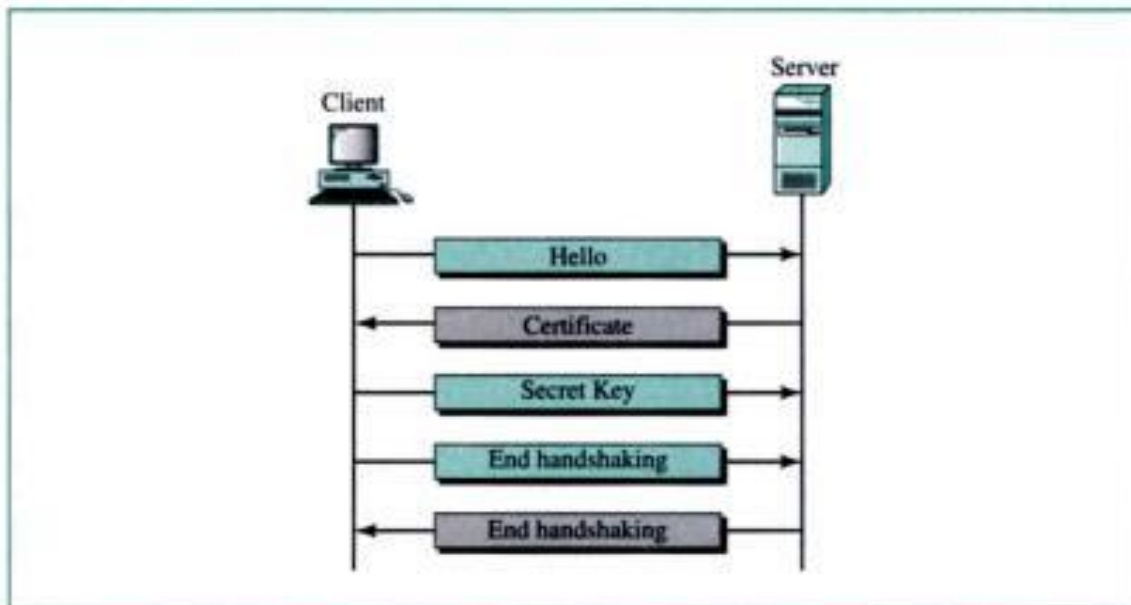 Server
Client
Hello
Certificate
Secret Key
End handshaking
End handshaking